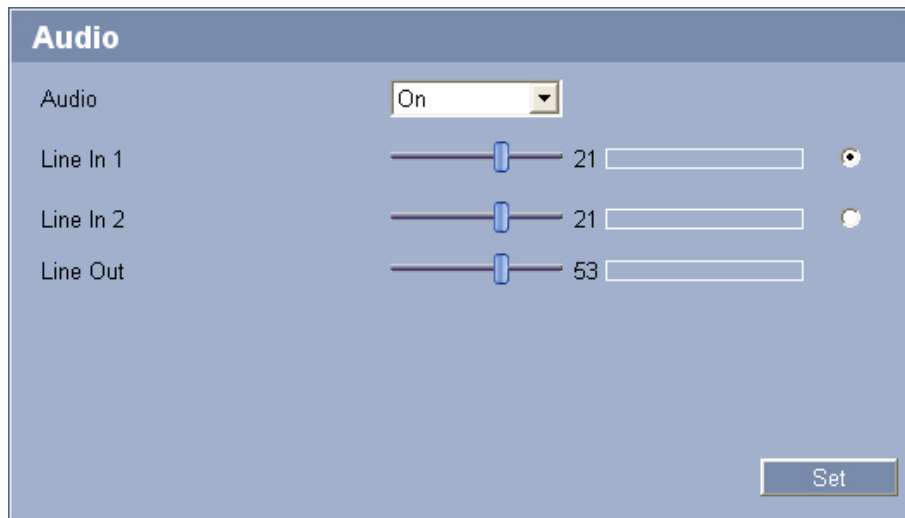 Audio
Audio On
Line In 1 21
Line In 2 21
Line Out 53
Set